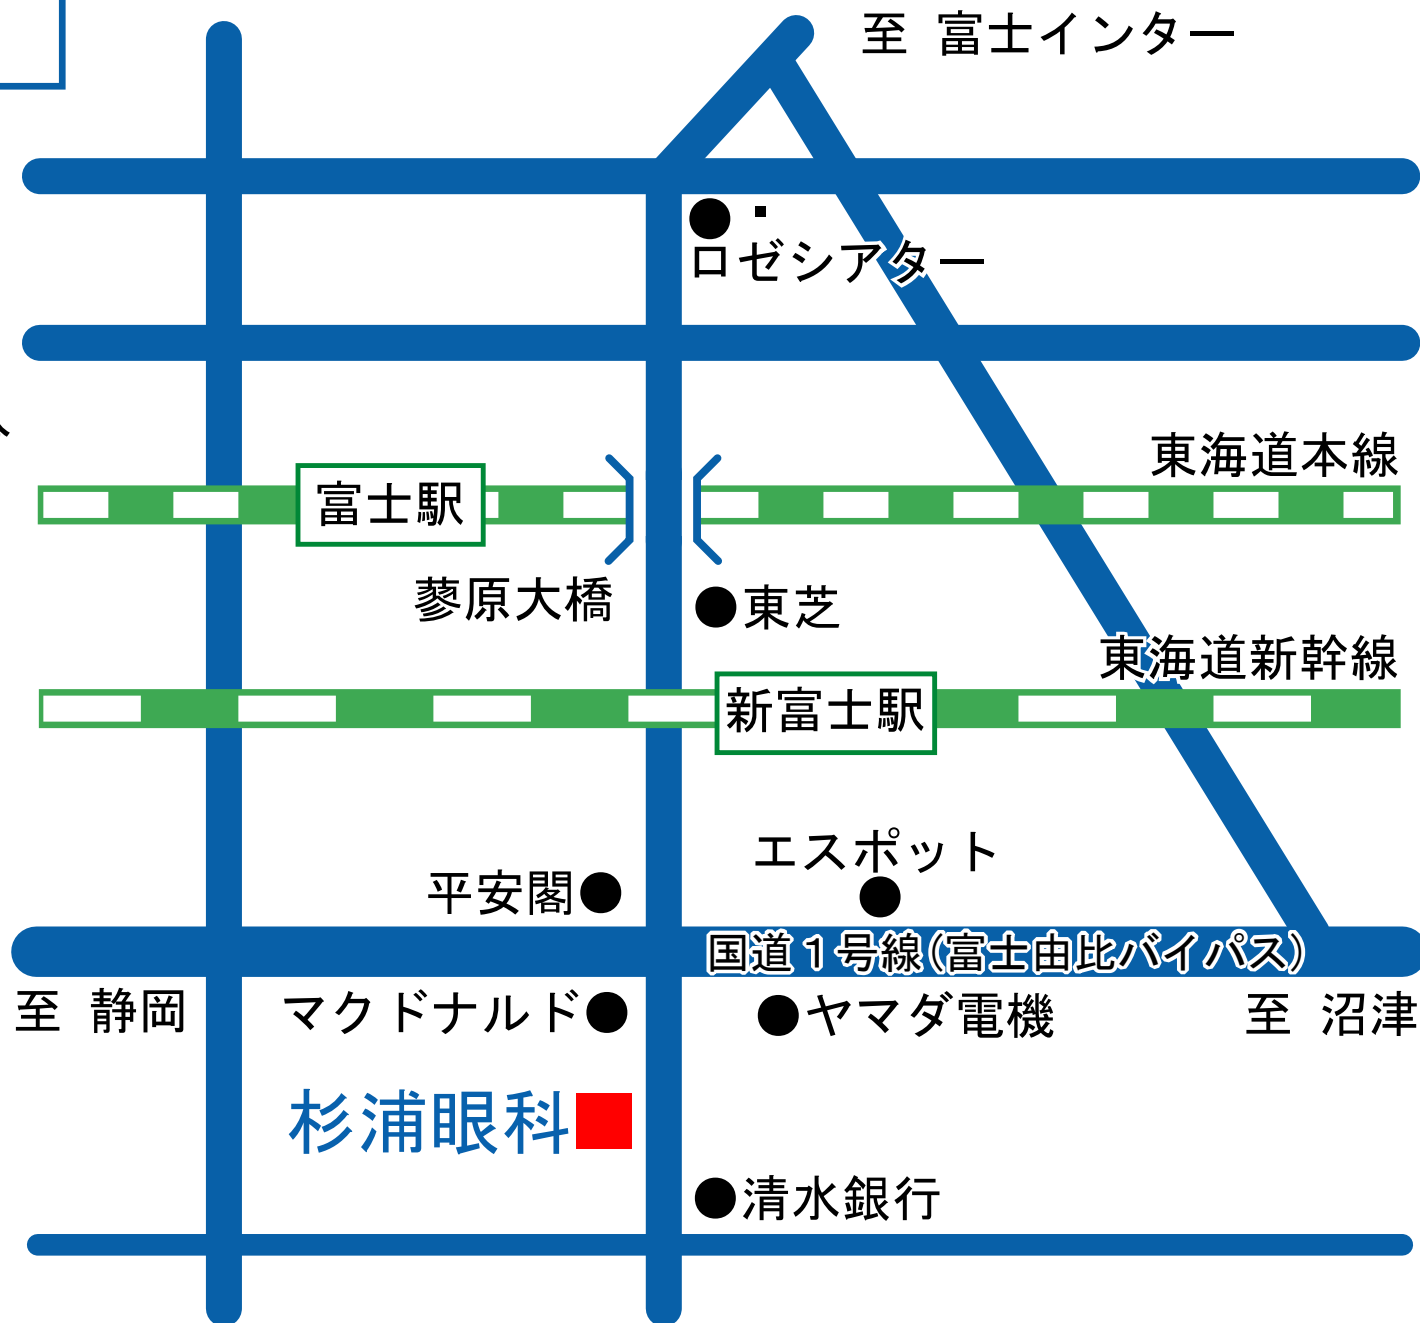 至 富士インター
ロゼシアター
東海道本線
富士駅
蓼原大橋
東芝
東海道新幹線
新富士駅
エスポット
平安閣
国道1号線(富士由比バイパス)
至 静岡
マクドナルド
ヤマダ電機
至 沼津
杉浦眼科
清水銀行